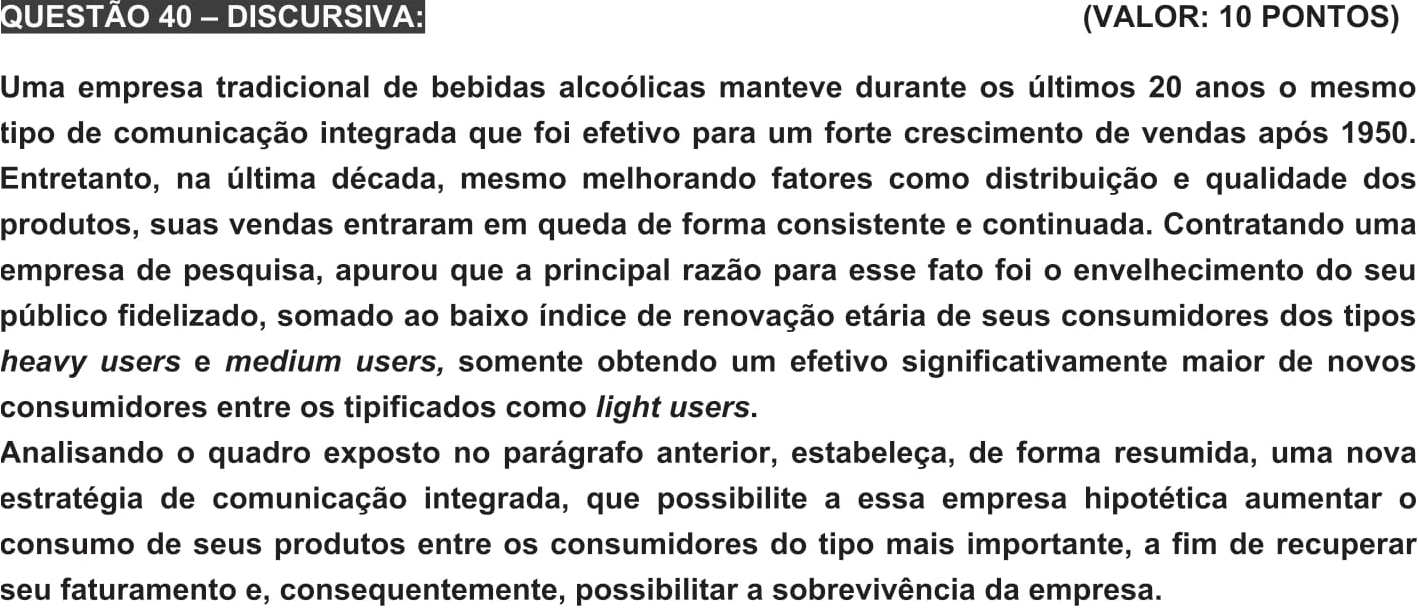 QUESTÃO 40 – DISCURSIVA: (VALOR: 10 PONTOS)
Uma empresa tradicional de bebidas alcoólicas manteve durante os últimos 20 anos o mesmo
tipo de comunicação integrada que foi efetivo para um forte crescimento de vendas após 1950.
Entretanto, na última década, mesmo melhorando fatores como distribuição e qualidade dos
produtos, suas vendas entraram em queda de forma consistente e continuada. Contratando uma
empresa de pesquisa, apurou que a principal razão para esse fato foi o envelhecimento do seu
público fidelizado, somado ao baixo índice de renovação etária de seus consumidores dos tipos
heavy users e medium users, somente obtendo um efetivo significativamente maior de novos
consumidores entre os tipificados como light users.
Analisando o quadro exposto no parágrafo anterior, estabeleça, de forma resumida, uma nova
estratégia de comunicação integrada, que possibilite a essa empresa hipotética aumentar o
consumo de seus produtos entre os consumidores do tipo mais importante, a fim de recuperar
seu faturamento e, consequentemente, possibilitar a sobrevivência da empresa.